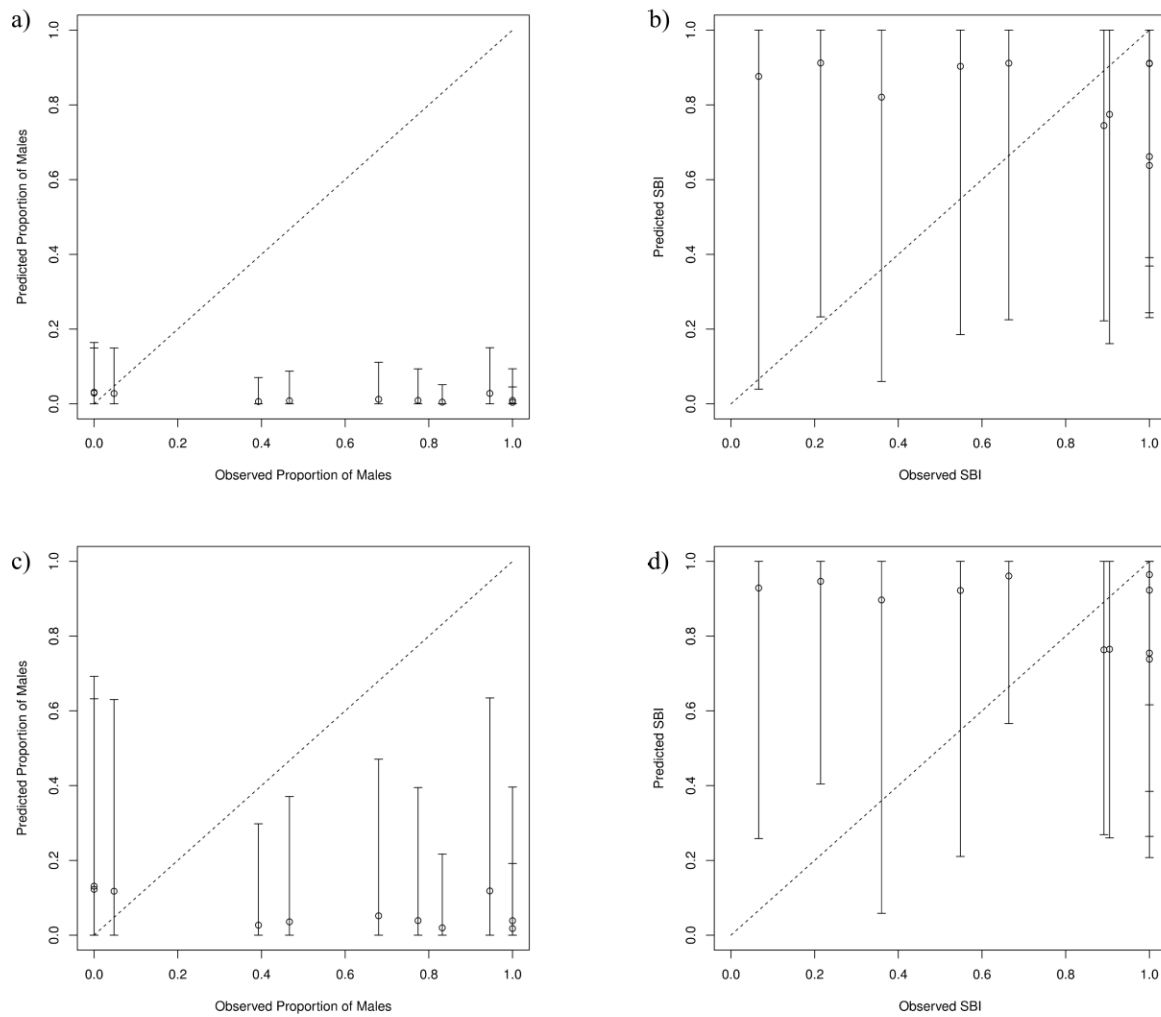 a)
1.0
0.8
0.6
0.4
0.2
0.0
Predicted Proportion of Males
0.0 0.2 0.4 0.6 0.8 1.0
Observed Proportion of Males
b)
1.0
0.8
0.6
0.4
0.2
0.0
Predicted SBI
0.0 0.2 0.4 0.6 0.8 1.0
Observed SBI
c)
1.0
0.8
0.6
0.4
0.2
0.0
Predicted Proportion of Males
0.0 0.2 0.4 0.6 0.8 1.0
Observed Proportion of Males
d)
1.0
0.8
0.6
0.4
0.2
0.0
Predicted SBI
0.0 0.2 0.4 0.6 0.8 1.0
Observed SBI